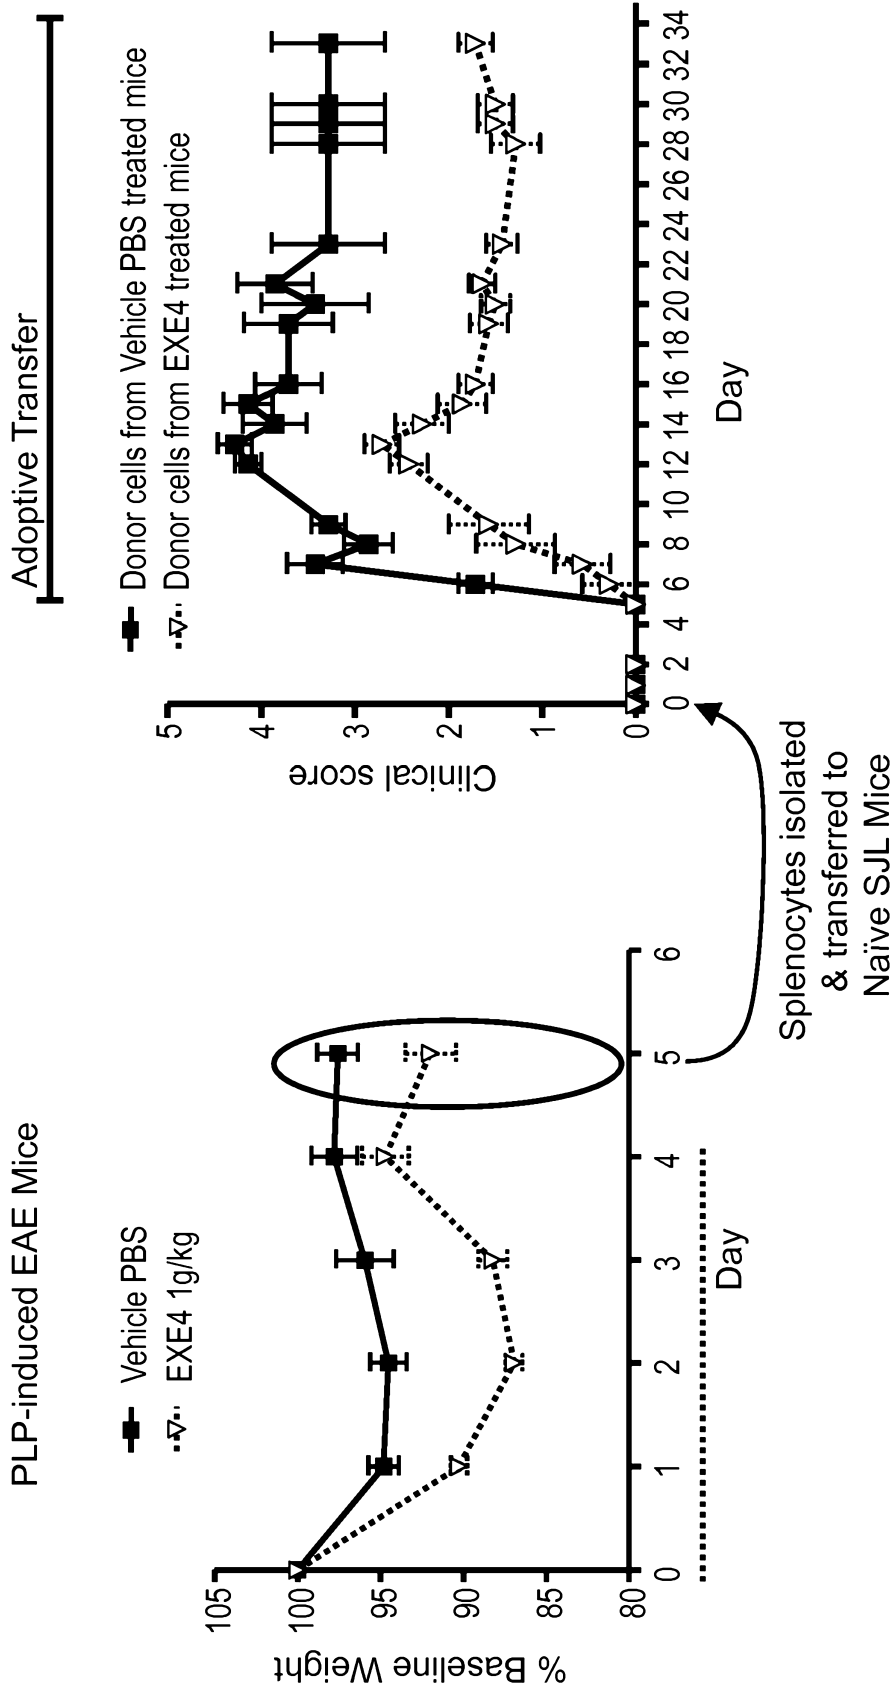 PLP-induced EAE Mice
Vehicle PBS
EXE4 1g/kg
% Baseline Weight
105
100
95
90
85
80
0 1 2 3 4 5 6
Day
Adoptive Transfer
Donor cells from Vehicle PBS treated mice
Donor cells from EXE4 treated mice
Clinical score
5
4
3
2
1
0
0 2 4 6 8 10 12 14 16 18 20 22 24 26 28 30 32 34
Day
Splenocytes isolated
& transferred to
Naïve SJL Mice